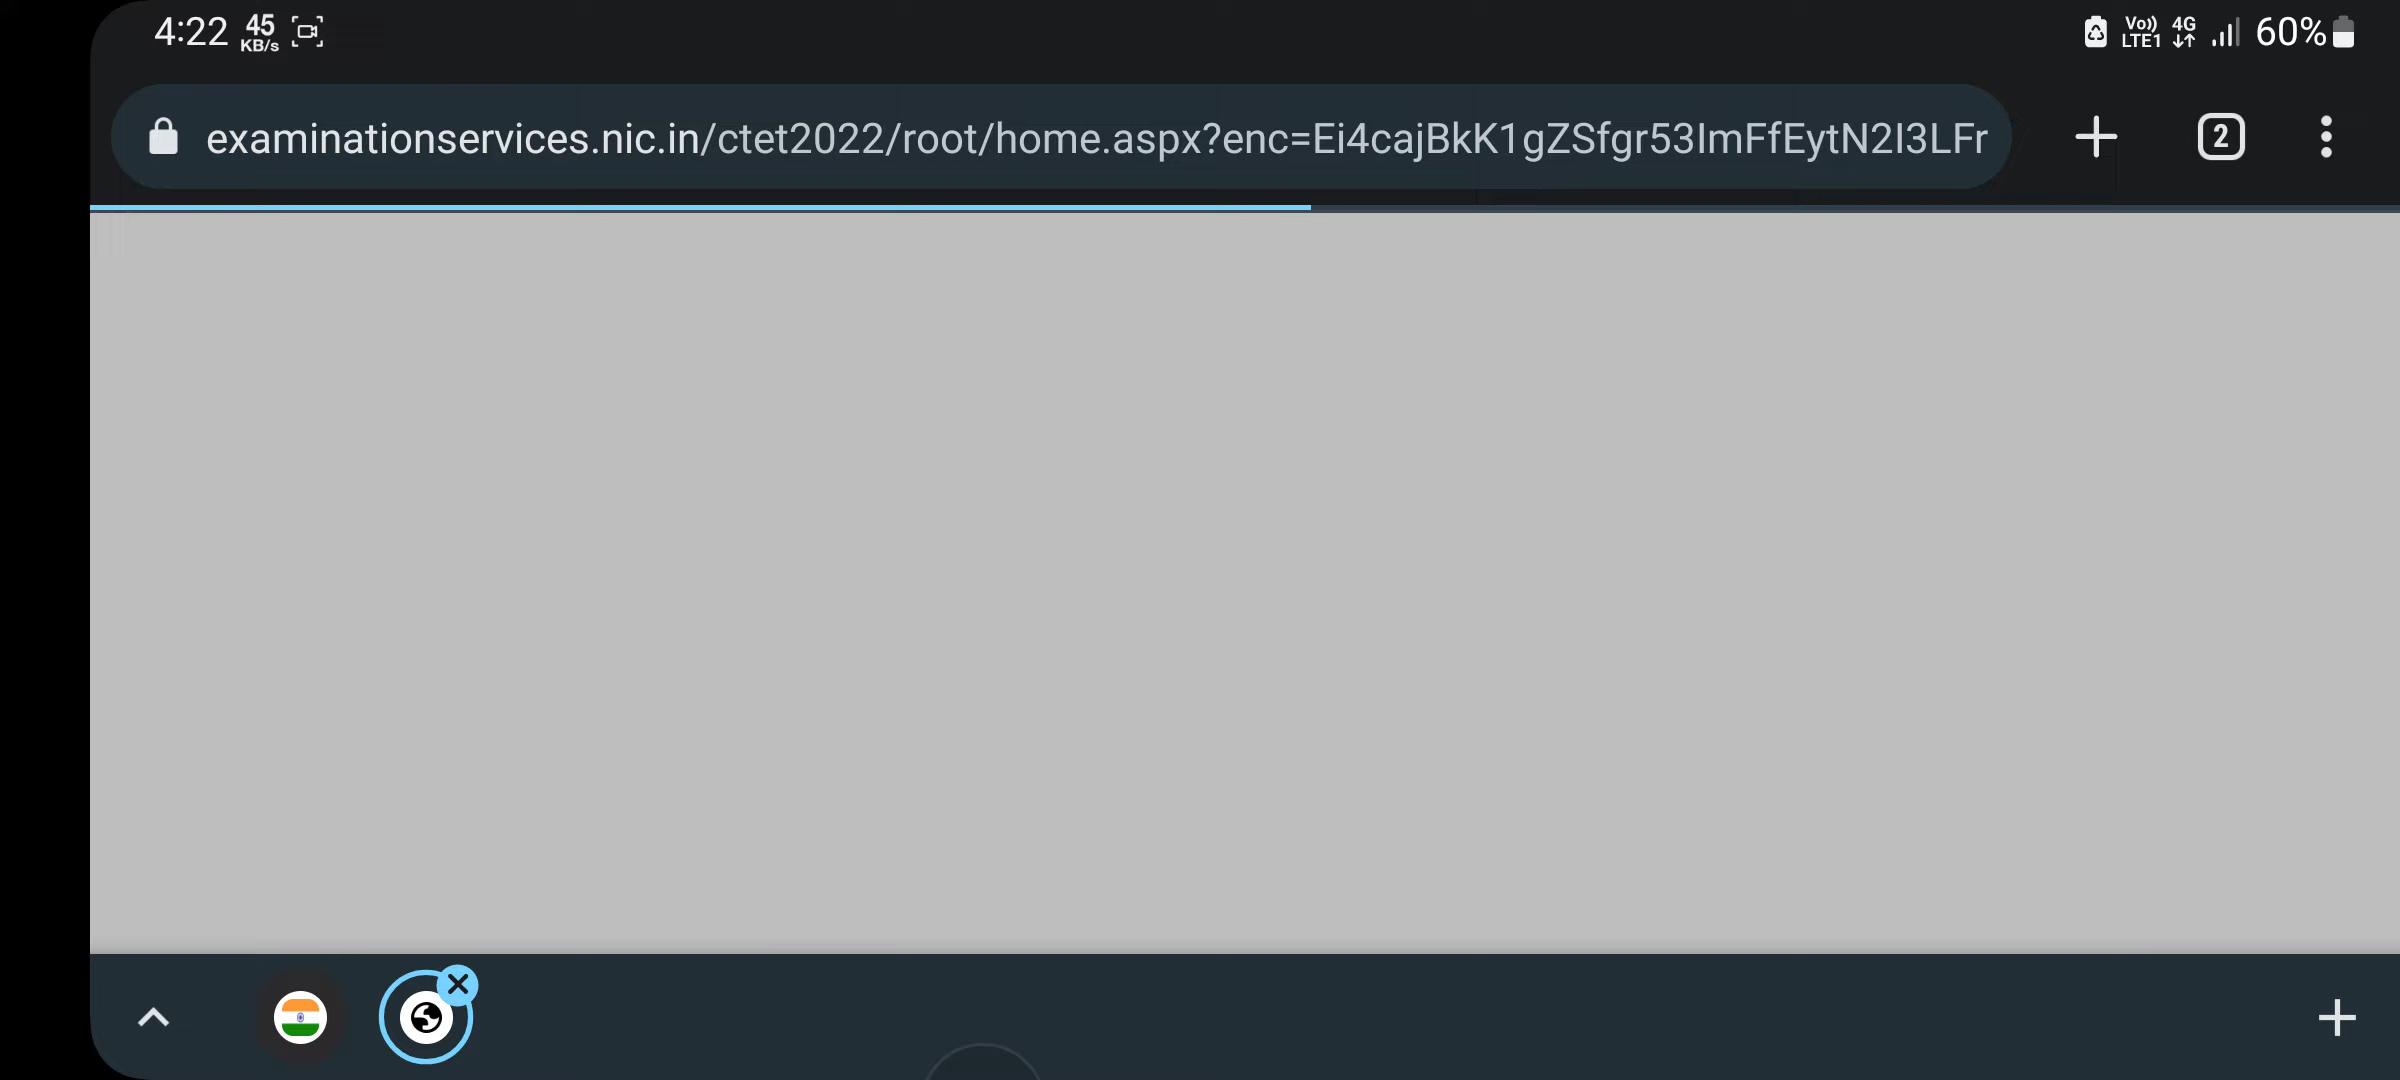 4:22 45 KB/s Vo)) LTE1 4G 60%
examinationservices.nic.in/ctet2022/root/home.aspx?enc=Ei4cajBkK1gZSfgr53ImFfEytN2I3LFr 2